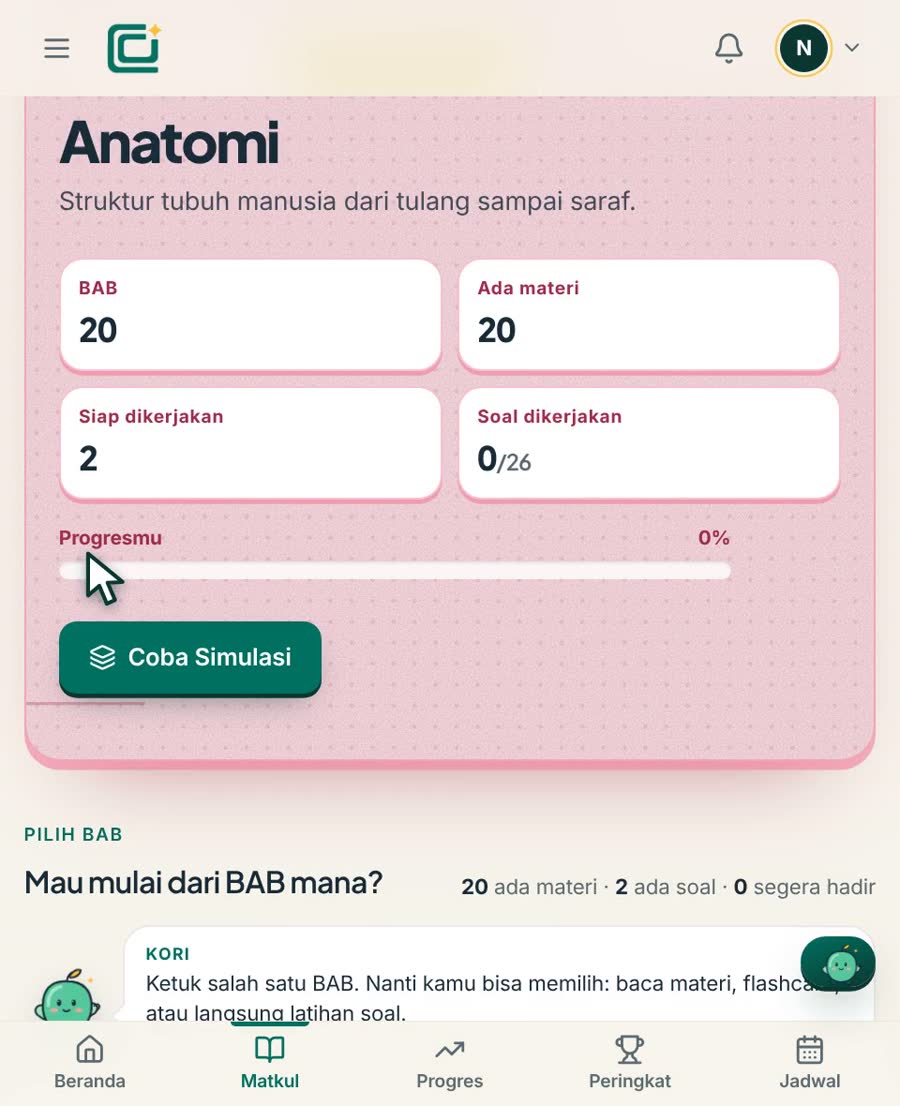 N
Anatomi
Struktur tubuh manusia dari tulang sampai saraf.
BAB
20
Ada materi
20
Siap dikerjakan
2
Soal dikerjakan
0/26
Progresmu
0%
Coba Simulasi
PILIH BAB
Mau mulai dari BAB mana?
20 ada materi · 2 ada soal · 0 segera hadir
KORI
Ketuk salah satu BAB. Nanti kamu bisa memilih: baca materi,
atau langsung latihan soal.
Beranda
Matkul
Progres
Peringkat
Jadwal